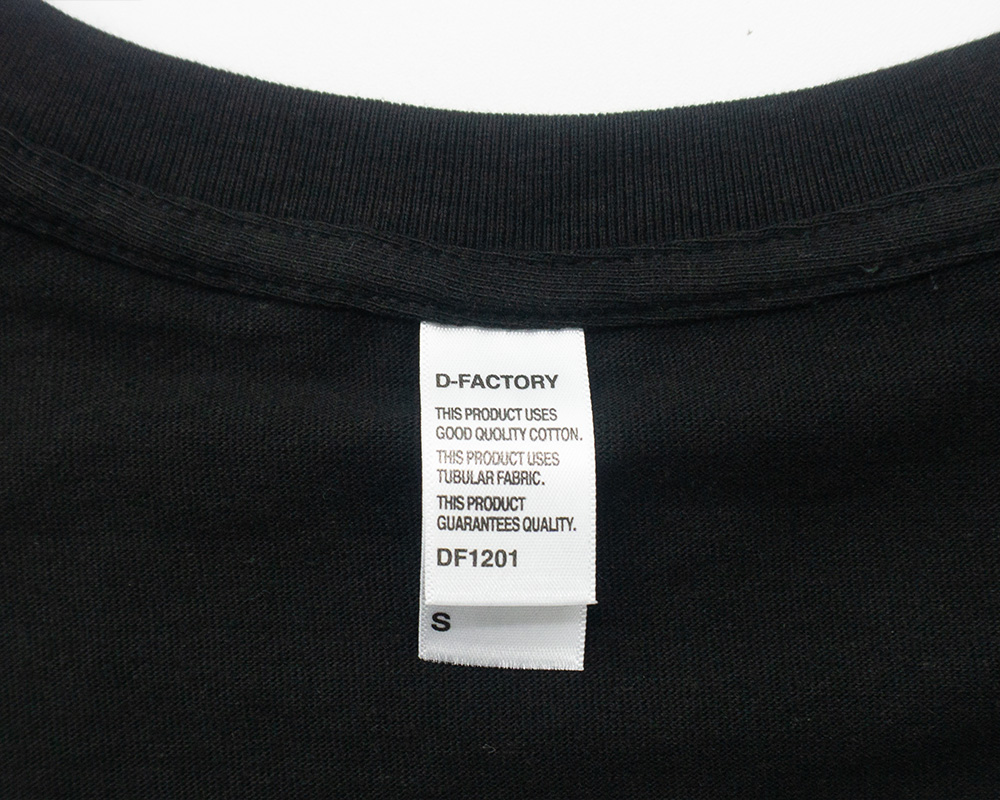 D-FACTORY
THIS PRODUCT USES
GOOD QUOLITY COTTON.
THIS PRODUCT USES
TUBULAR FABRIC.
THIS PRODUCT
GUARANTEES QUALITY.
DF1201
S